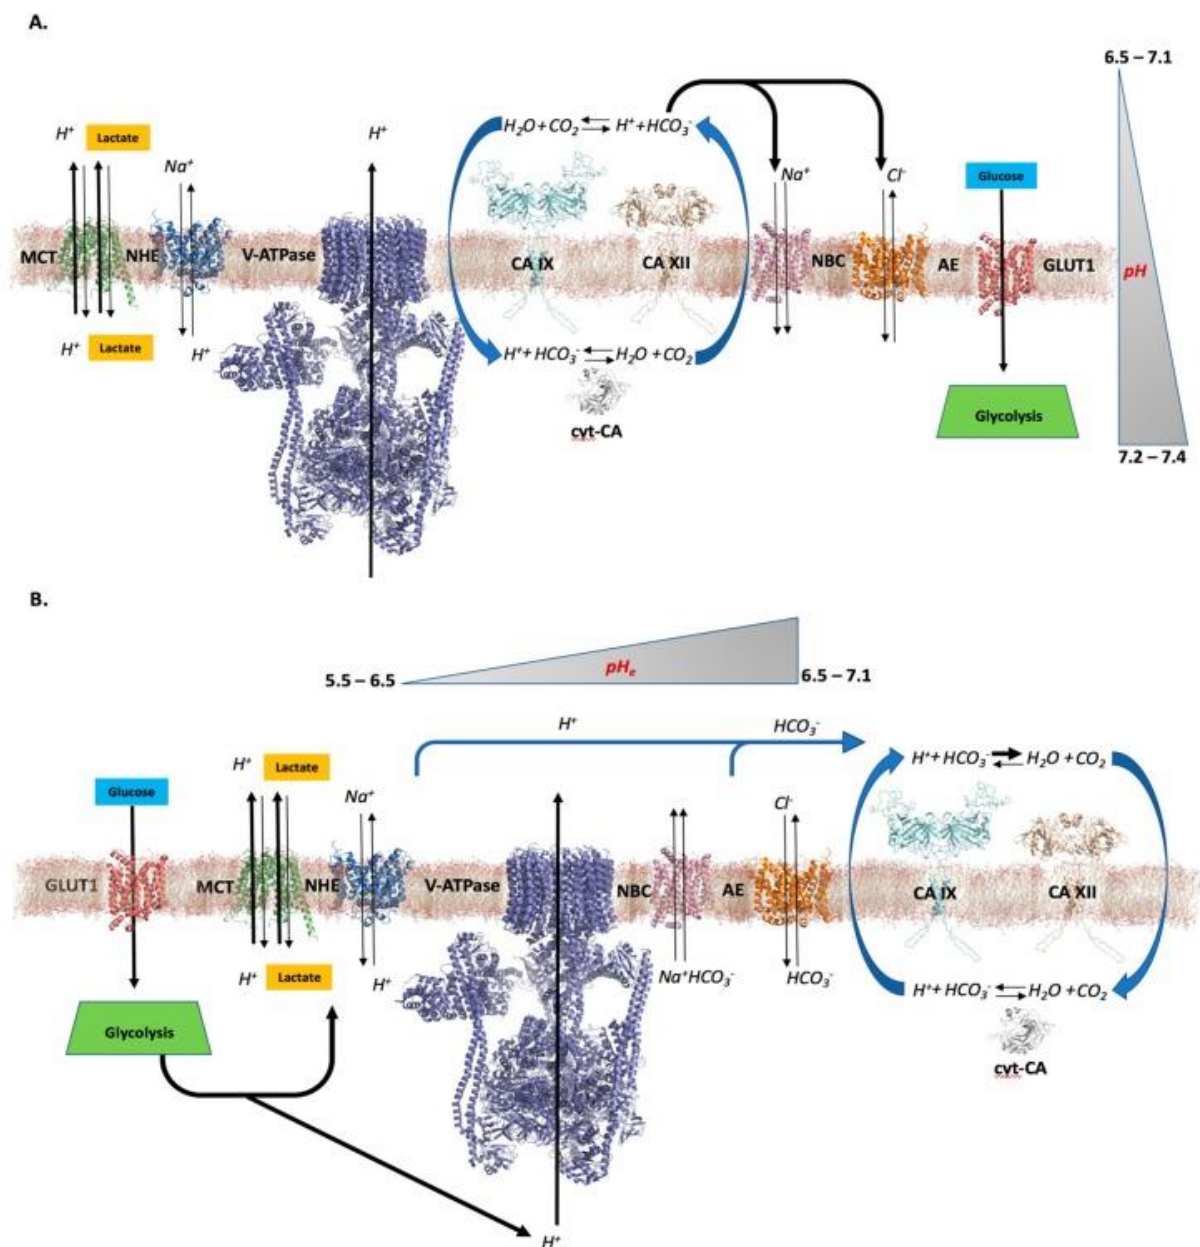 A.
6.5 – 7.1
H⁺ Lactate
H⁺
H₂O + CO₂ ⇌ H⁺ + HCO₃⁻
Na⁺
Na⁺
Cl⁻
Glucose
MCT
NHE
V-ATPase
CA IX
CA XII
NBC
AE
GLUT1
pH
H⁺ Lactate
H⁺
H⁺ + HCO₃⁻ ⇌ H₂O + CO₂
cyt-CA
Glycolysis
7.2 – 7.4
B.
pHₑ
5.5 – 6.5
6.5 – 7.1
H⁺
HCO₃⁻
H⁺ Lactate
H⁺ + HCO₃⁻ ⇌ H₂O + CO₂
Glucose
Na⁺
Cl⁻
GLUT1
MCT
NHE
V-ATPase
NBC
AE
CA IX
CA XII
H⁺ Lactate
H⁺
Na⁺HCO₃⁻
HCO₃⁻
H⁺ + HCO₃⁻ ⇌ H₂O + CO₂
Glycolysis
cyt-CA
H⁺